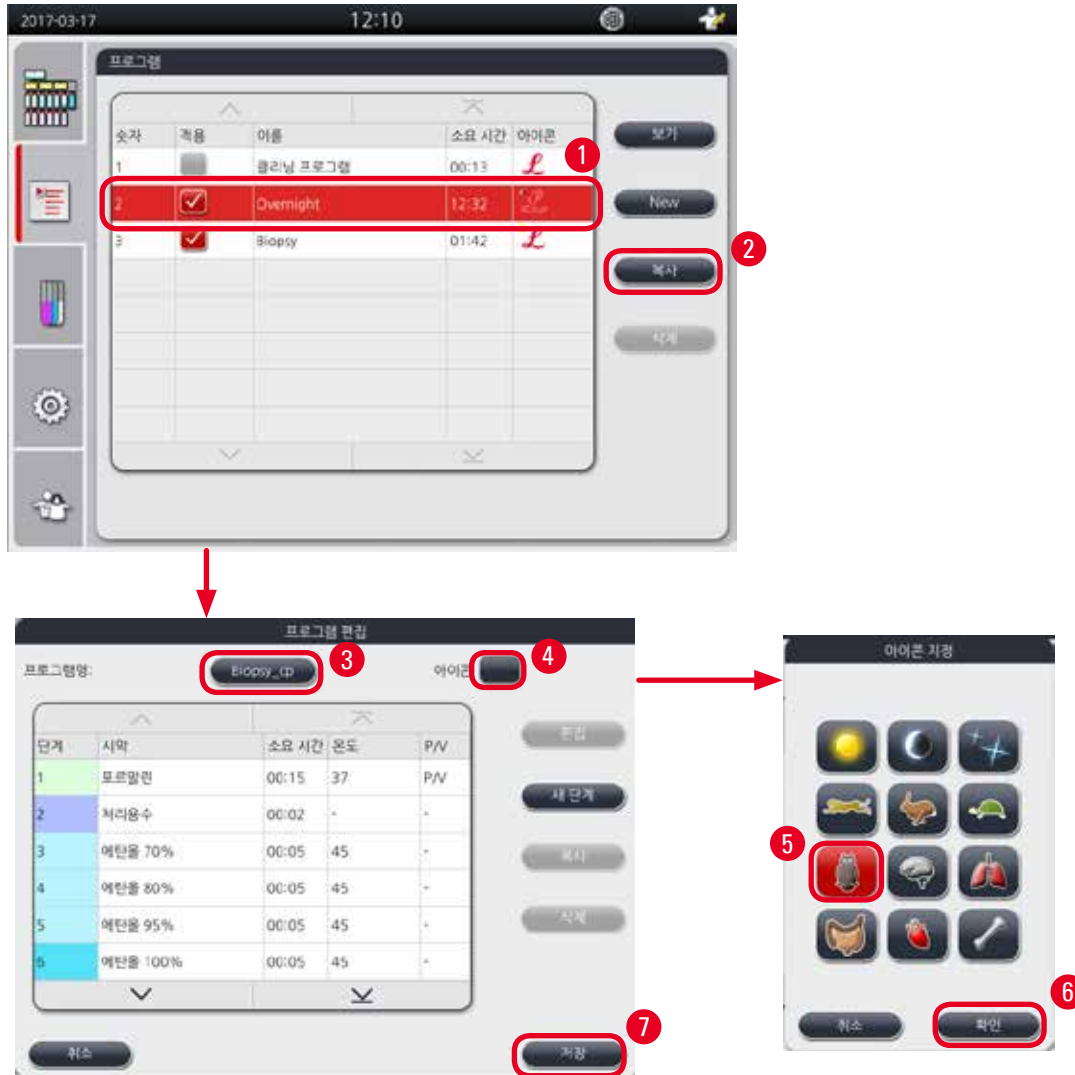 2017-03-17 12:10
프로그램
숫자 적용 이름 소요 시간 아이콘
보기
1 클리닝 프로그램 00:13
1
2 Overnight 12:32
New
3 Biopsy 01:42
2
복사
삭제
프로그램 편집
프로그램명: Biopsy_cp 3 아이콘 4
단계 시약 소요 시간 온도 P/V
편집
1 포르말린 00:15 37 P/V
새 단계
2 처리용수 00:02 - -
3 에탄올 70% 00:05 45 -
복사
4 에탄올 80% 00:05 45 -
5 에탄올 95% 00:05 45 -
삭제
6 에탄올 100% 00:05 45 -
취소
7
저장
아이콘 지정
5
6
취소 확인